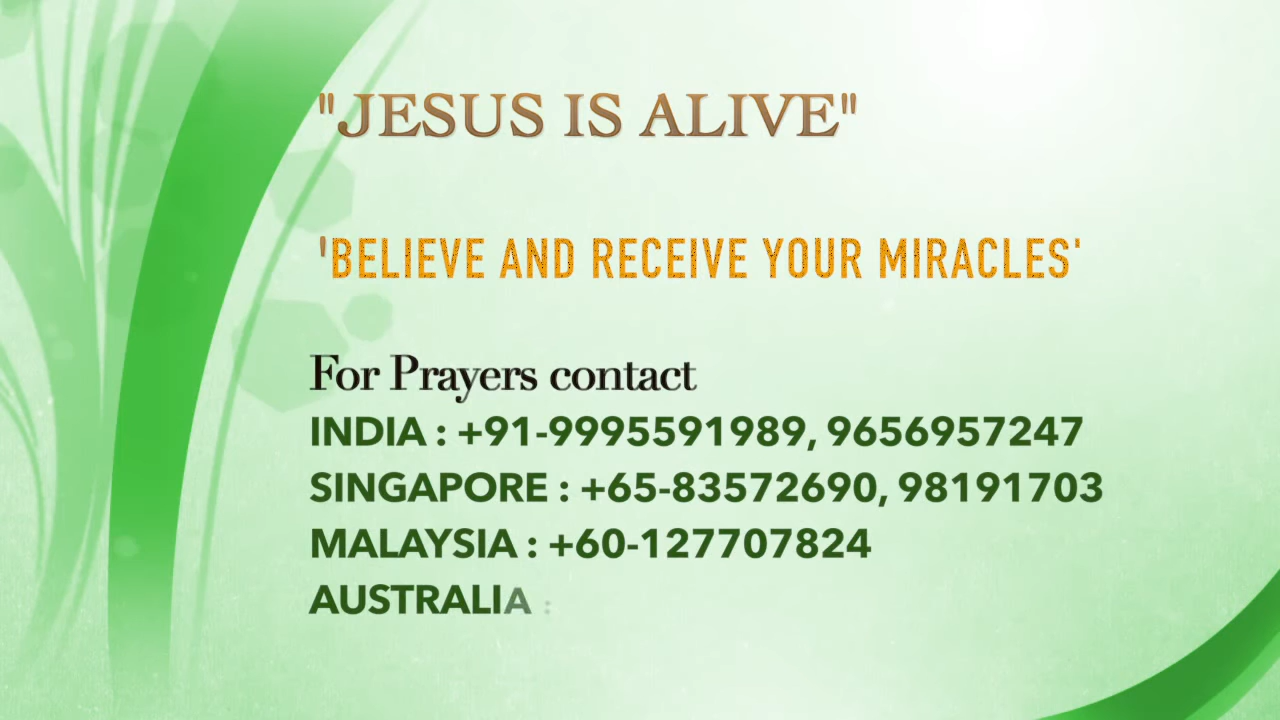 "JESUS IS ALIVE"
'BELIEVE AND RECEIVE YOUR MIRACLES'
For Prayers contact
INDIA : +91-9995591989, 9656957247
SINGAPORE : +65-83572690, 98191703
MALAYSIA : +60-127707824
AUSTRALIA :